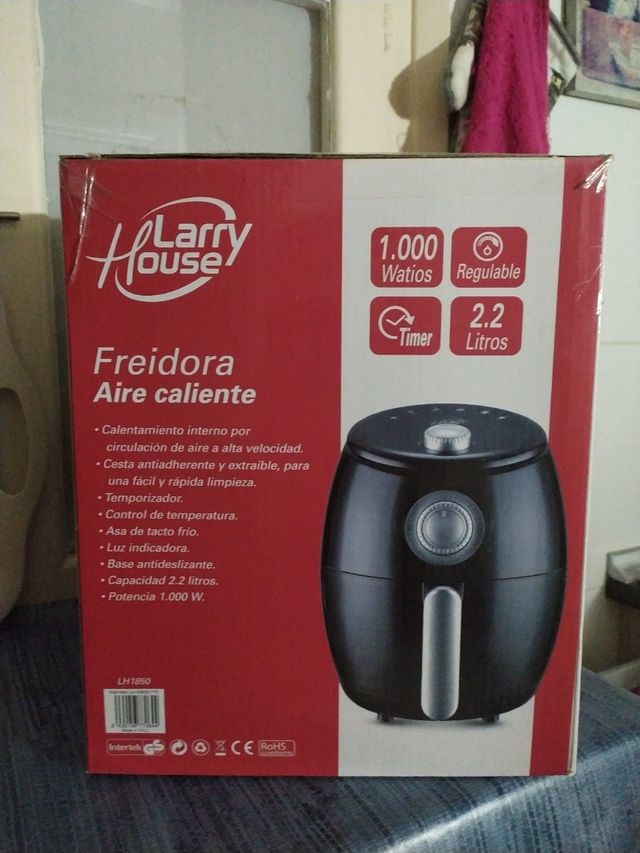 Larry
House
1.000
Watios
Regulable
Timer
2.2
Litros
Freidora
Aire caliente
• Calentamiento interno por
circulación de aire a alta velocidad.
• Cesta antiadherente y extraíble, para
una fácil y rápida limpieza.
• Temporizador.
• Control de temperatura.
• Asa de tacto frío.
• Luz indicadora.
• Base antideslizante.
• Capacidad 2.2 litros.
• Potencia 1.000 W.
LH1850
Intertek
CE
RoHS